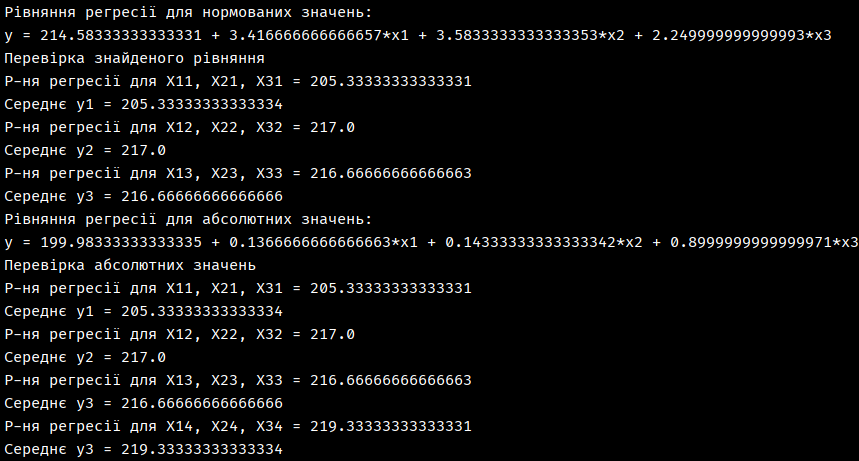 Рівняння регресії для нормованих значень:
y = 214.58333333333331 + 3.416666666666657*x1 + 3.5833333333333353*x2 + 2.249999999999993*x3
Перевірка знайденого рівняння
Р-ня регресії для X11, X21, X31 = 205.33333333333331
Середнє y1 = 205.33333333333334
Р-ня регресії для X12, X22, X32 = 217.0
Середнє y2 = 217.0
Р-ня регресії для X13, X23, X33 = 216.66666666666663
Середнє y3 = 216.66666666666666
Рівняння регресії для абсолютних значень:
y = 199.98333333333335 + 0.1366666666666663*x1 + 0.14333333333333342*x2 + 0.8999999999999971*x3
Перевірка абсолютних значень
Р-ня регресії для X11, X21, X31 = 205.33333333333331
Середнє y1 = 205.33333333333334
Р-ня регресії для X12, X22, X32 = 217.0
Середнє y2 = 217.0
Р-ня регресії для X13, X23, X33 = 216.66666666666663
Середнє y3 = 216.66666666666666
Р-ня регресії для X14, X24, X34 = 219.33333333333331
Середнє y3 = 219.33333333333334